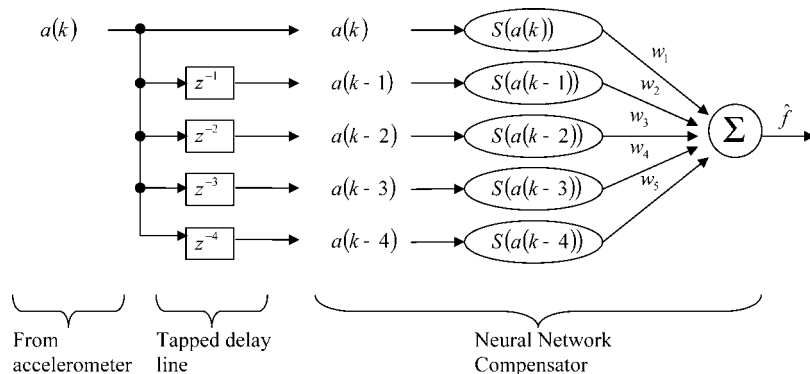 a(k) a(k) S(a(k))
w₁
z⁻¹ a(k - 1) S(a(k - 1))
w₂
z⁻² a(k - 2) S(a(k - 2))
w₃
Σ
f̂
w₄
z⁻³ a(k - 3) S(a(k - 3))
w₅
z⁻⁴ a(k - 4) S(a(k - 4))
From
accelerometer
Tapped delay
line
Neural Network
Compensator